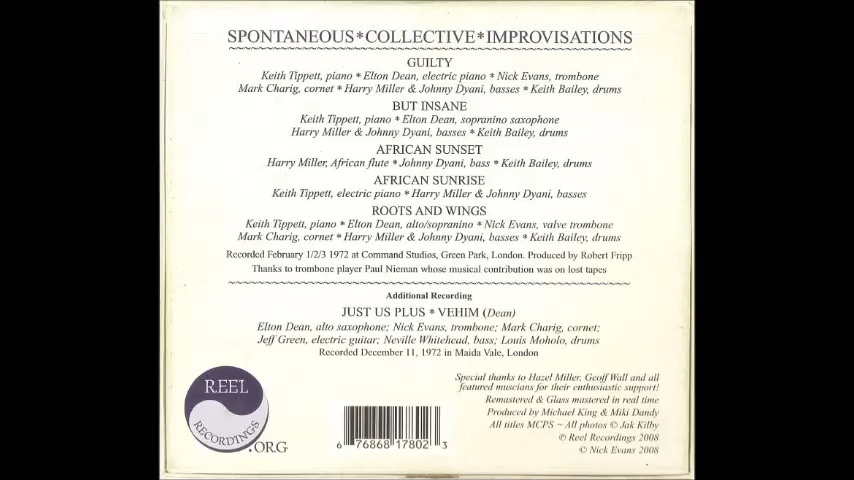 SPONTANEOUS*COLLECTIVE*IMPROVISATIONS
GUILTY
Keith Tippett, piano * Elton Dean, electric piano * Nick Evans, trombone
Mark Charig, cornet * Harry Miller & Johnny Dyani, basses * Keith Bailey, drums
BUT INSANE
Keith Tippett, piano * Elton Dean, sopranino saxophone
Harry Miller & Johnny Dyani, basses * Keith Bailey, drums
AFRICAN SUNSET
Harry Miller, African flute * Johnny Dyani, bass * Keith Bailey, drums
AFRICAN SUNRISE
Keith Tippett, electric piano * Harry Miller & Johnny Dyani, basses
ROOTS AND WINGS
Keith Tippett, piano * Elton Dean, alto/sopranino * Nick Evans, valve trombone
Mark Charig, cornet * Harry Miller & Johnny Dyani, basses * Keith Bailey, drums
Recorded February 1/2/3 1972 at Command Studios, Green Park, London. Produced by Robert Fripp
Thanks to trombone player Paul Nieman whose musical contribution was on lost tapes
Additional Recording
JUST US PLUS * VEHIM (Dean)
Elton Dean, alto saxophone; Nick Evans, trombone; Mark Charig, cornet;
Jeff Green, electric guitar; Neville Whitehead, bass; Louis Moholo, drums
Recorded December 11, 1972 in Maida Vale, London
Special thanks to Hazel Miller, Geoff Wall and all
featured muscians for their enthusiastic support!
Remastered & Glass mastered in real time
Produced by Michael King & Miki Dandy
All titles MCPS ~ All photos © Jak Kilby
℗ Reel Recordings 2008
© Nick Evans 2008
REEL
RECORDINGS
.ORG
6 76868 17802 3